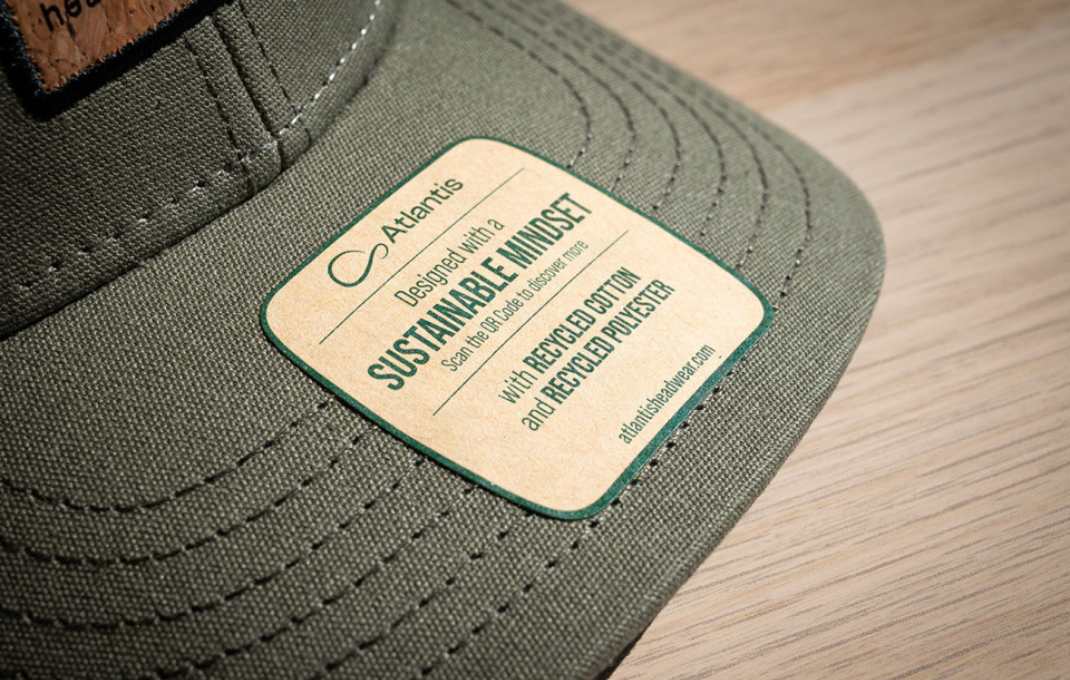 Atlantis
Designed with a
SUSTAINABLE MINDSET
Scan the QR Code to discover more
with RECYCLED COTTON
and RECYCLED POLYESTER
atlantisheadwear.com